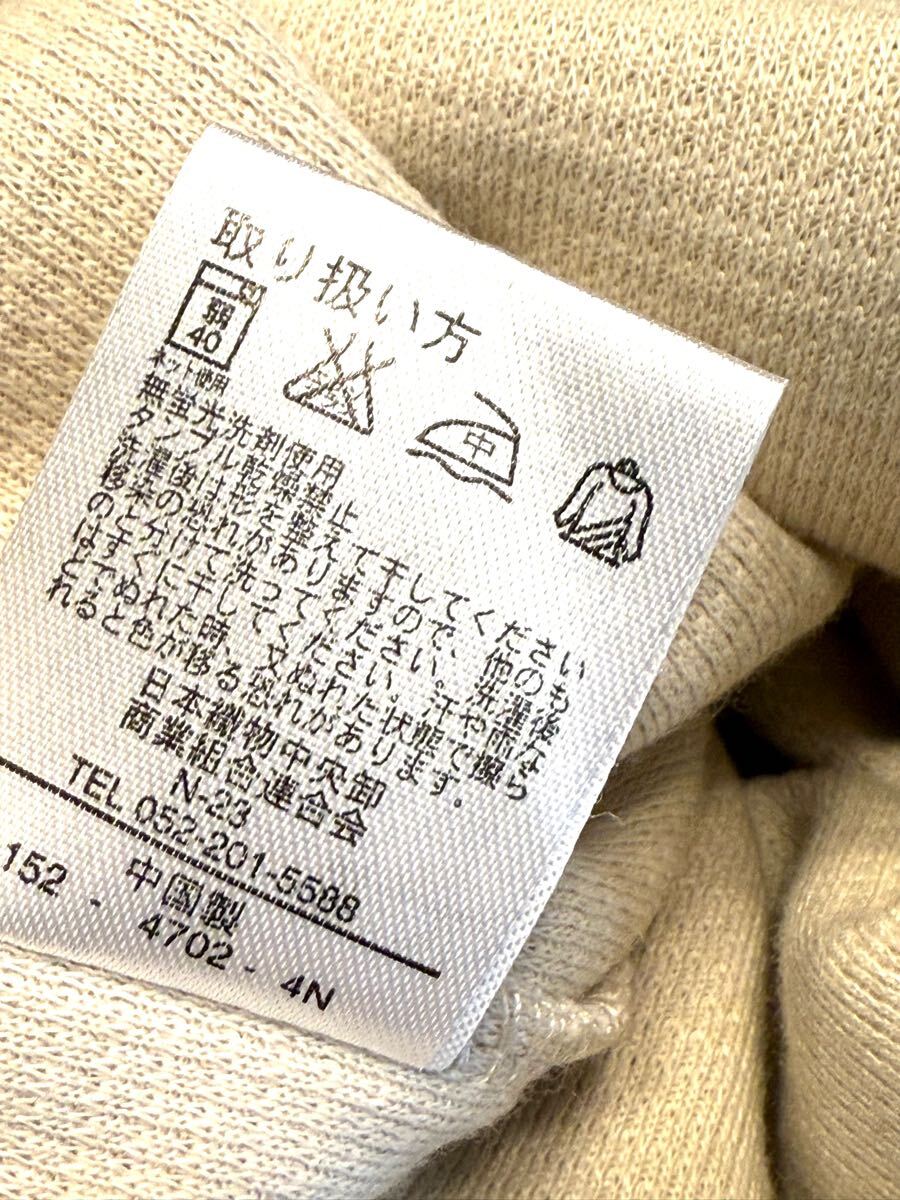 取り扱い方
弱
40
中
ネット使用
無蛍光洗剤使用
タンブル乾燥禁止
洗濯後は形を整えて干してください
移染の恐れがありますので、他のも
のと分けて洗ってください。洗濯後
はすぐに干してください。汗や雨な
どでぬれた時、又ぬれた状態で擦ら
れると色が移る恐れがあります。
日本織物中央卸
商業組合連合会
N-23
TEL 052-201-5588
中国製
152 - 4702 - 4N